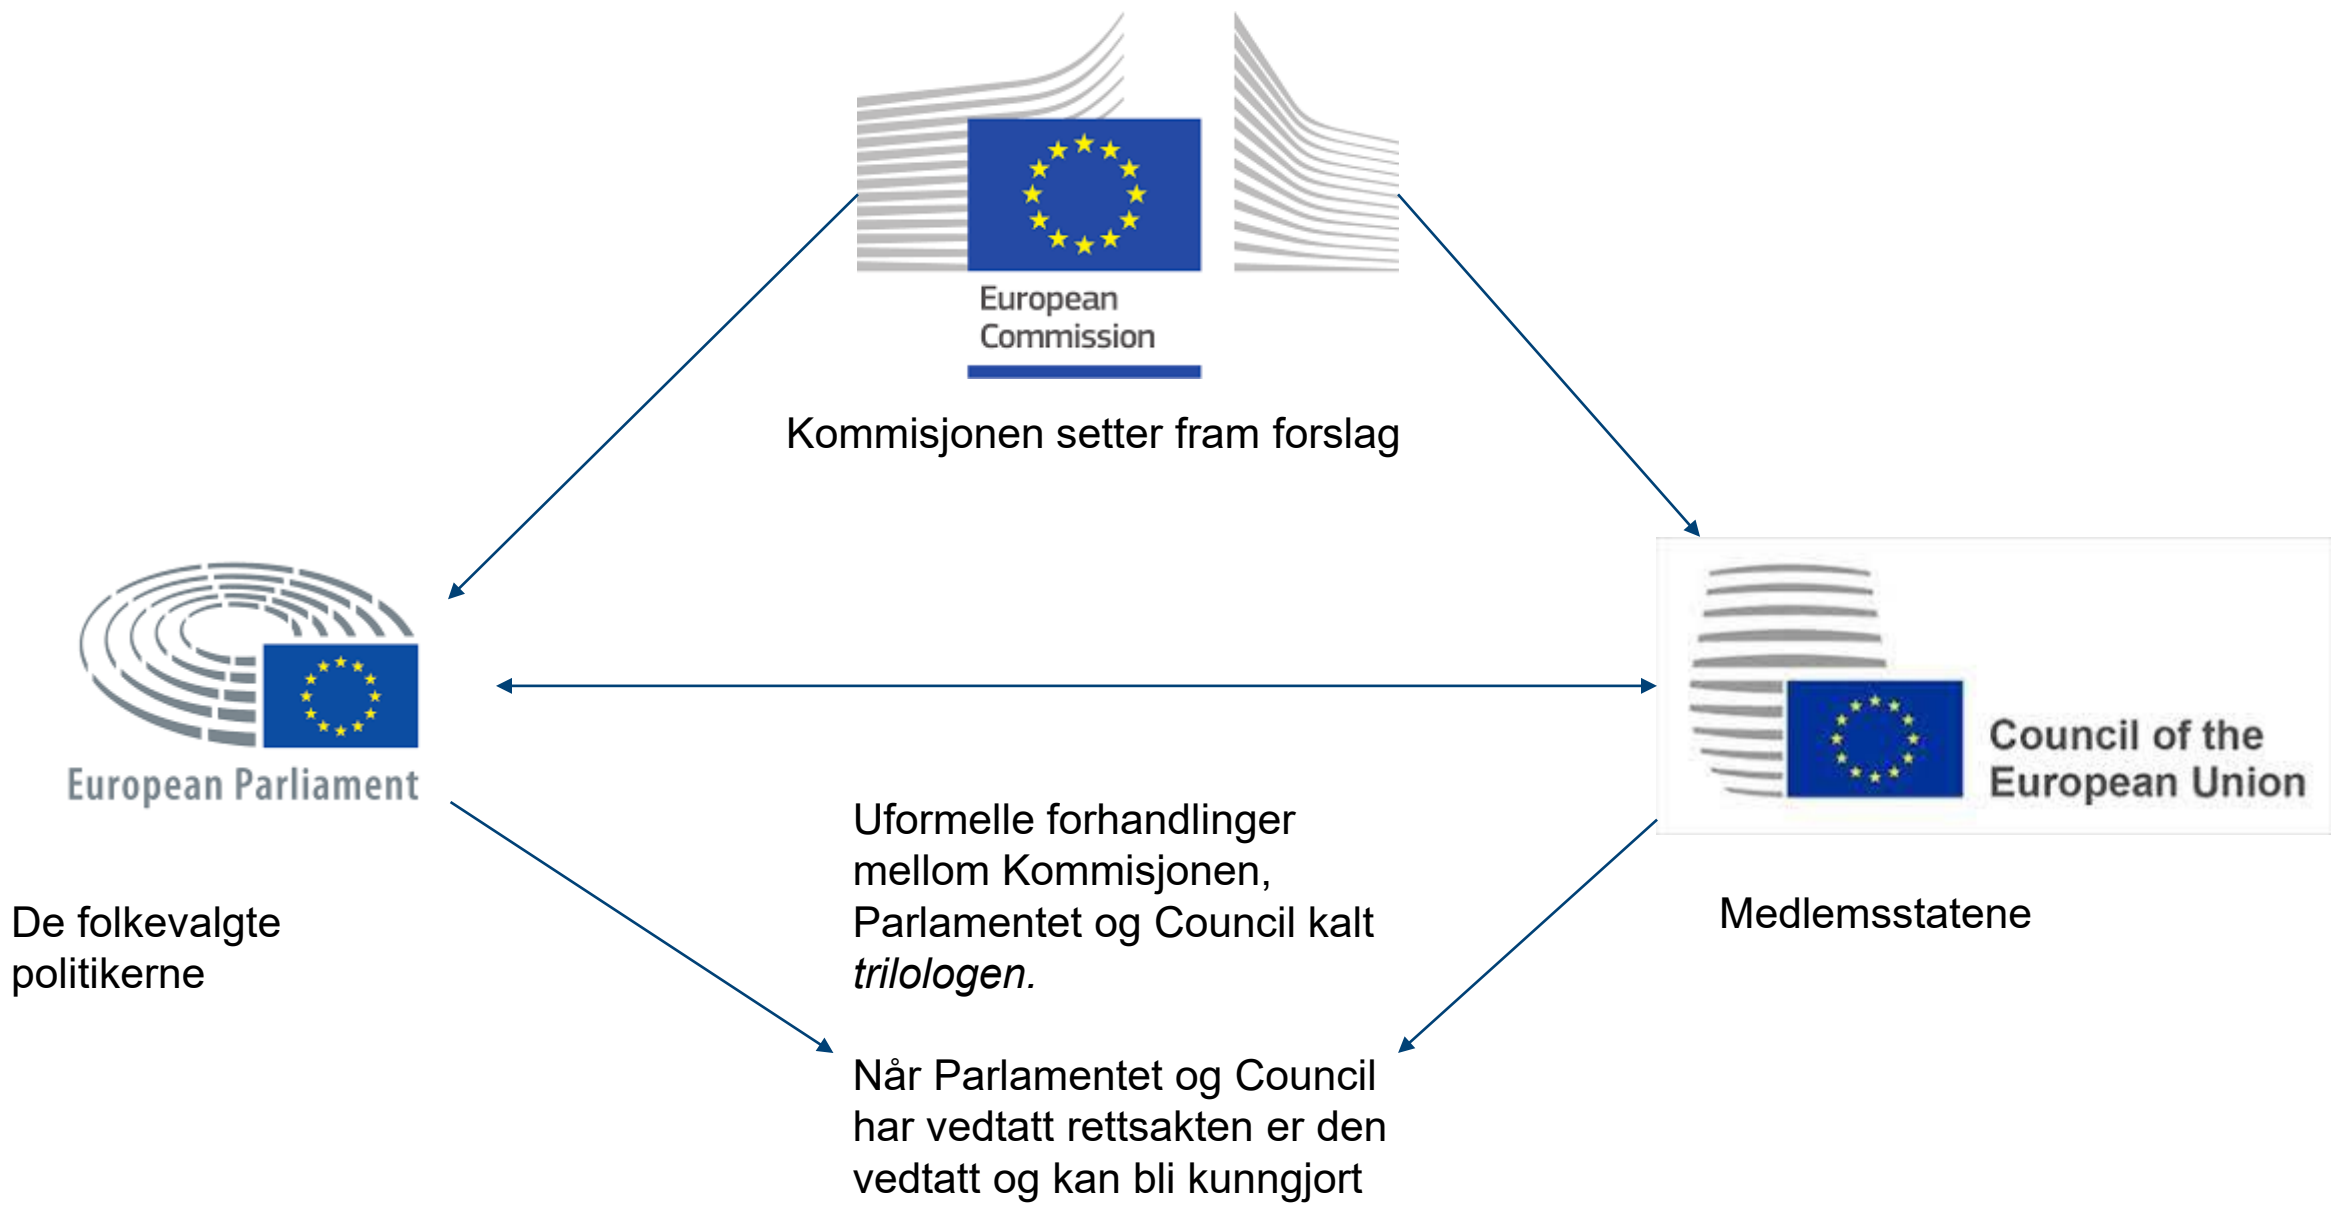 European
Commission
Kommisjonen setter fram forslag
European Parliament
Council of the
European Union
De folkevalgte
politikerne
Uformelle forhandlinger
mellom Kommisjonen,
Parlamentet og Council kalt
trilologen.
Medlemsstatene
Når Parlamentet og Council
har vedtatt rettsakten er den
vedtatt og kan bli kunngjort